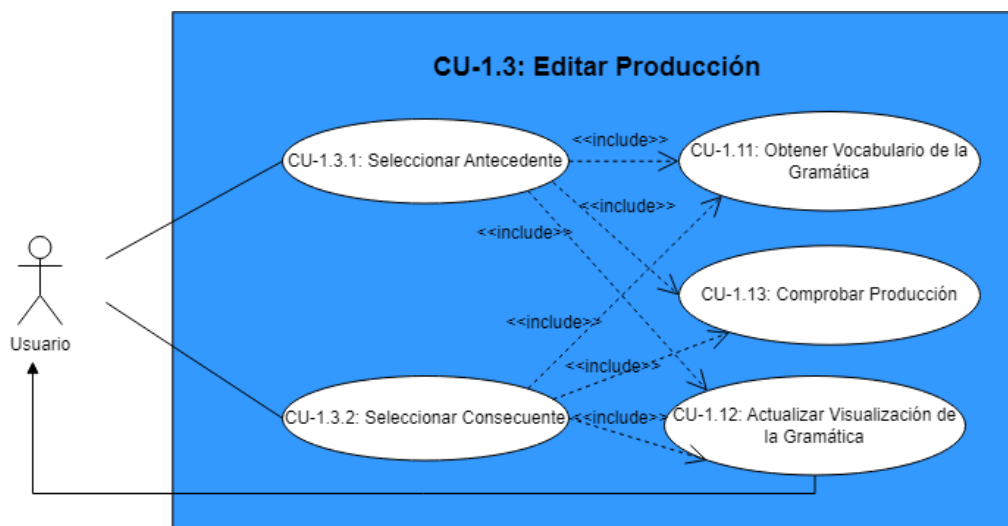 CU-1.3: Editar Producción
<<include>>
CU-1.3.1: Seleccionar Antecedente
CU-1.11: Obtener Vocabulario de la
Gramática
<<include>>
<<include>>
CU-1.13: Comprobar Producción
<<include>>
Usuario
<<include>>
CU-1.3.2: Seleccionar Consecuente
<<include>>
CU-1.12: Actualizar Visualización de
la Gramática